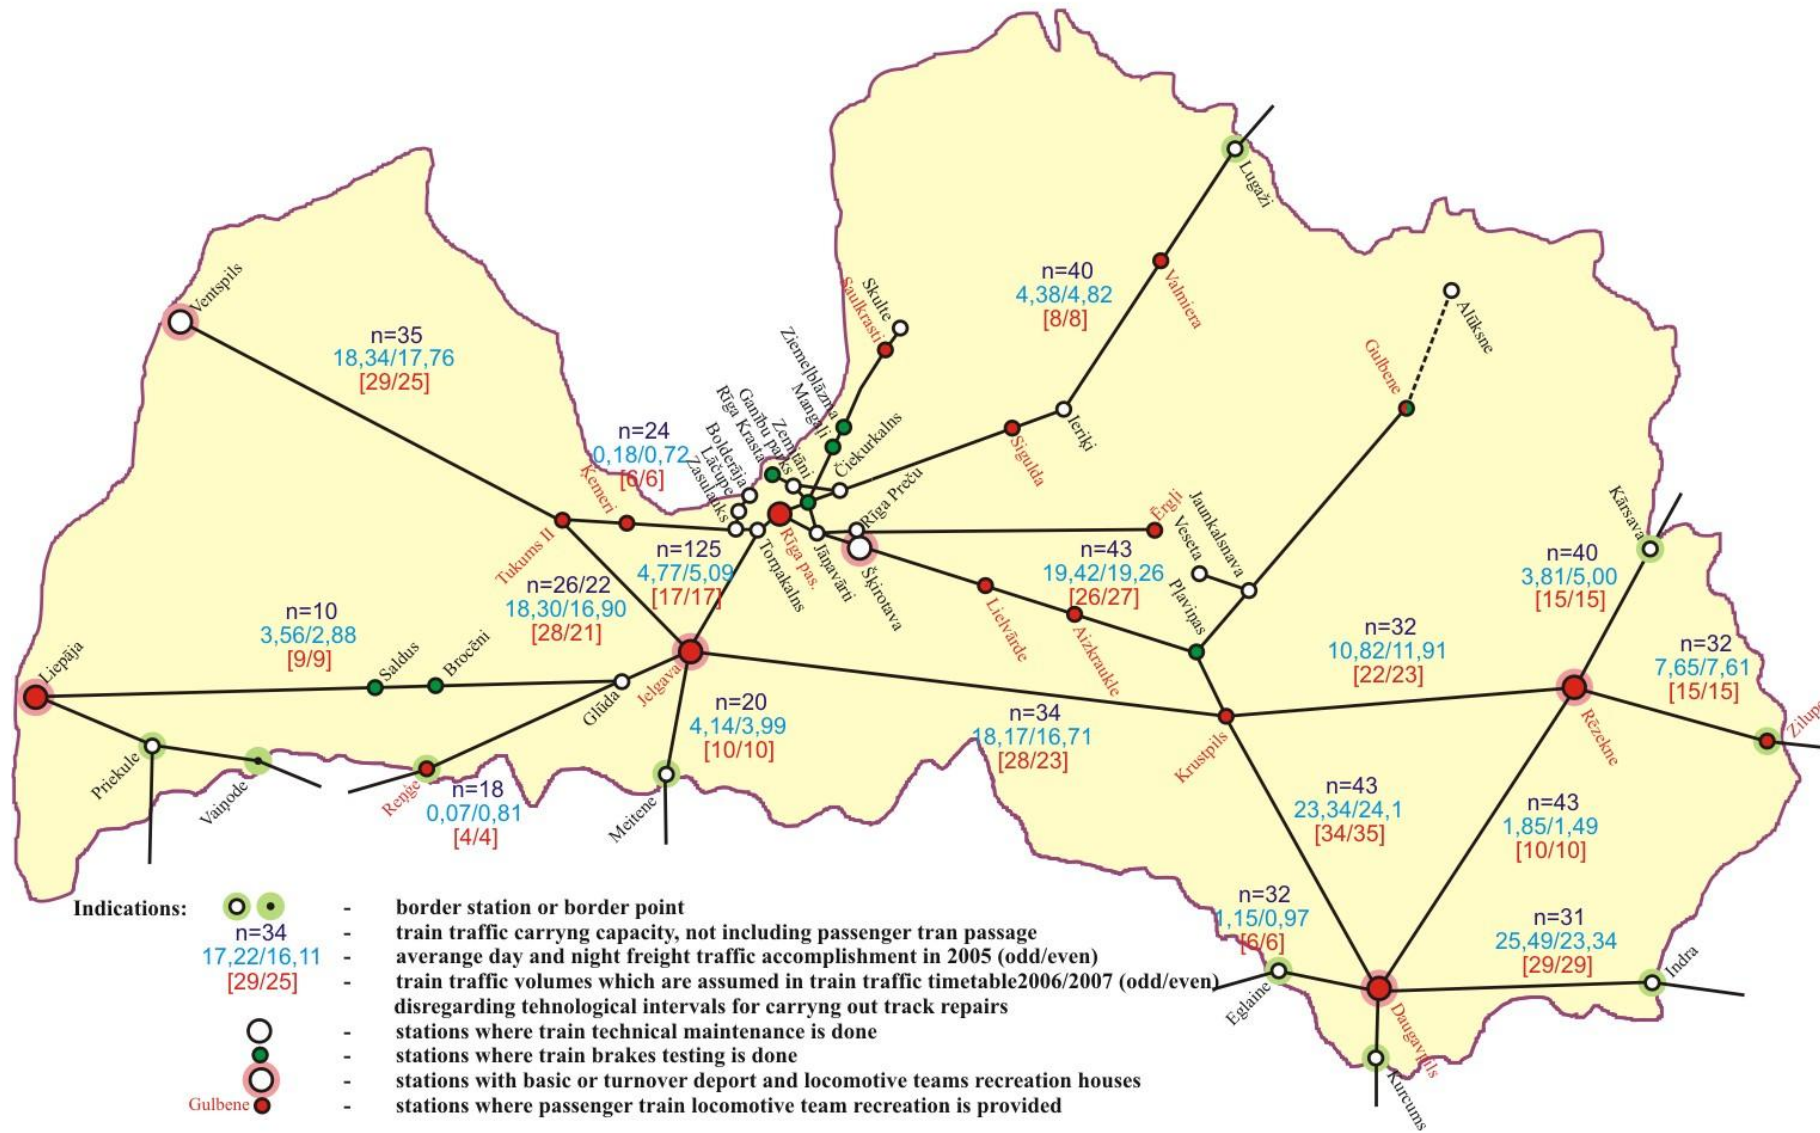 Lugaži
Ventspils
n=40
4,38/4,82
[8/8]
Valmiera
Skulte
Saulkrasti
Alūksne
n=35
18,34/17,76
[29/25]
Gulbene
Ziemeļblāzma
Mangaļi
Čiekurkalns
Zemitāni
Ganību parks
Rīga Krasta
Bolderāja
Lāčupe
Zasulauks
Ieriķi
Sigulda
n=24
0,18/0,72
[6/6]
Ķemeri
Rīga Preču
Ērgļi
Jaunkalsnava
Veseta
Kārsava
Tukums II
n=125
4,77/5,09
[17/17]
Rīga pas.
Torņakalns
Jāņavārti
Šķirotava
n=43
19,42/19,26
[26/27]
n=40
3,81/5,00
[15/15]
n=26/22
18,30/16,90
[28/21]
Pļaviņas
Lielvārde
Aizkraukle
n=10
3,56/2,88
[9/9]
n=32
10,82/11,91
[22/23]
n=32
7,65/7,61
[15/15]
Liepāja
Saldus
Brocēni
Glūda
Jelgava
n=20
4,14/3,99
[10/10]
n=34
18,17/16,71
[28/23]
Krustpils
Rēzekne
Zilupe
Priekule
Vaiņode
Reņģe
n=18
0,07/0,81
[4/4]
Meitene
n=43
23,34/24,1
[34/35]
n=43
1,85/1,49
[10/10]
n=32
1,15/0,97
[6/6]
n=31
25,49/23,34
[29/29]
Eglaine
Indra
Daugavpils
Kurcums
Indications:
- border station or border point
n=34 - train traffic carryng capacity, not including passenger tran passage
17,22/16,11 - averange day and night freight traffic accomplishment in 2005 (odd/even)
[29/25] - train traffic volumes which are assumed in train traffic timetable2006/2007 (odd/even)
disregarding tehnological intervals for carryng out track repairs
- stations where train technical maintenance is done
- stations where train brakes testing is done
- stations with basic or turnover deport and locomotive teams recreation houses
Gulbene - stations where passenger train locomotive team recreation is provided